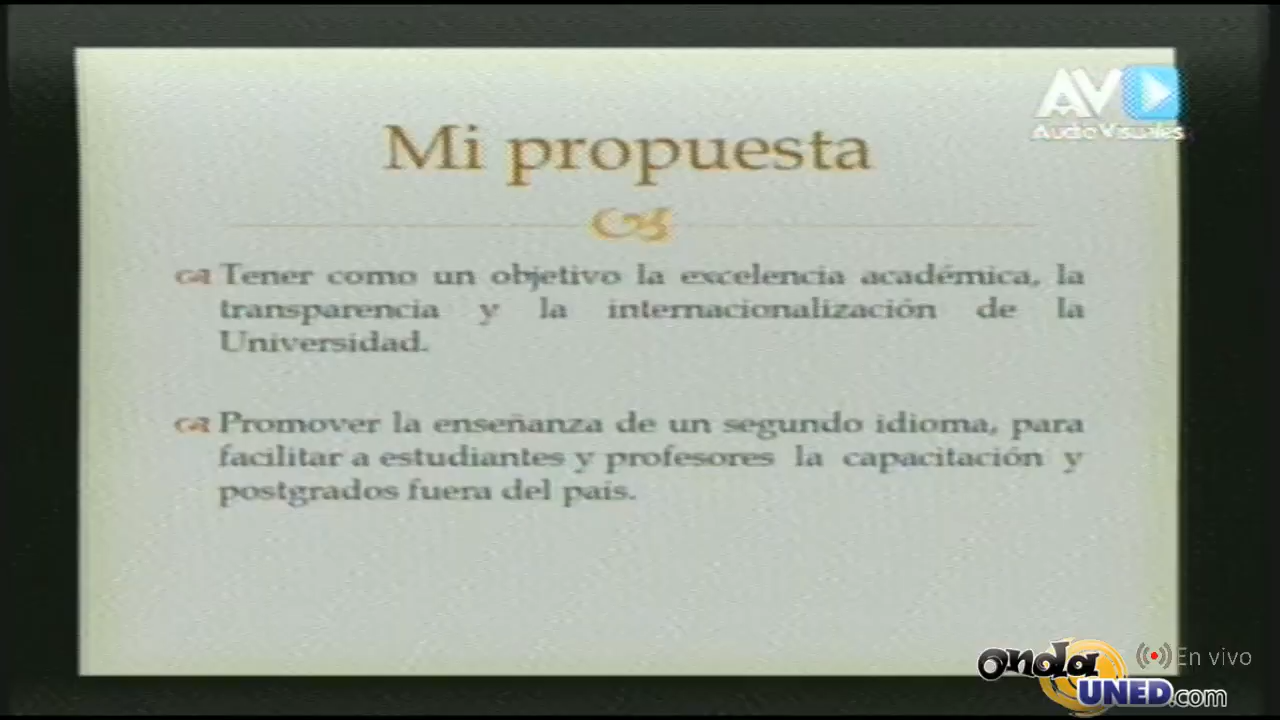 AV
Audio Visuales
Mi propuesta
Tener como un objetivo la excelencia académica, la
transparencia y la internacionalización de la
Universidad.
Promover la enseñanza de un segundo idioma, para
facilitar a estudiantes y profesores la capacitación y
postgrados fuera del país.
onda
En vivo
UNED.com